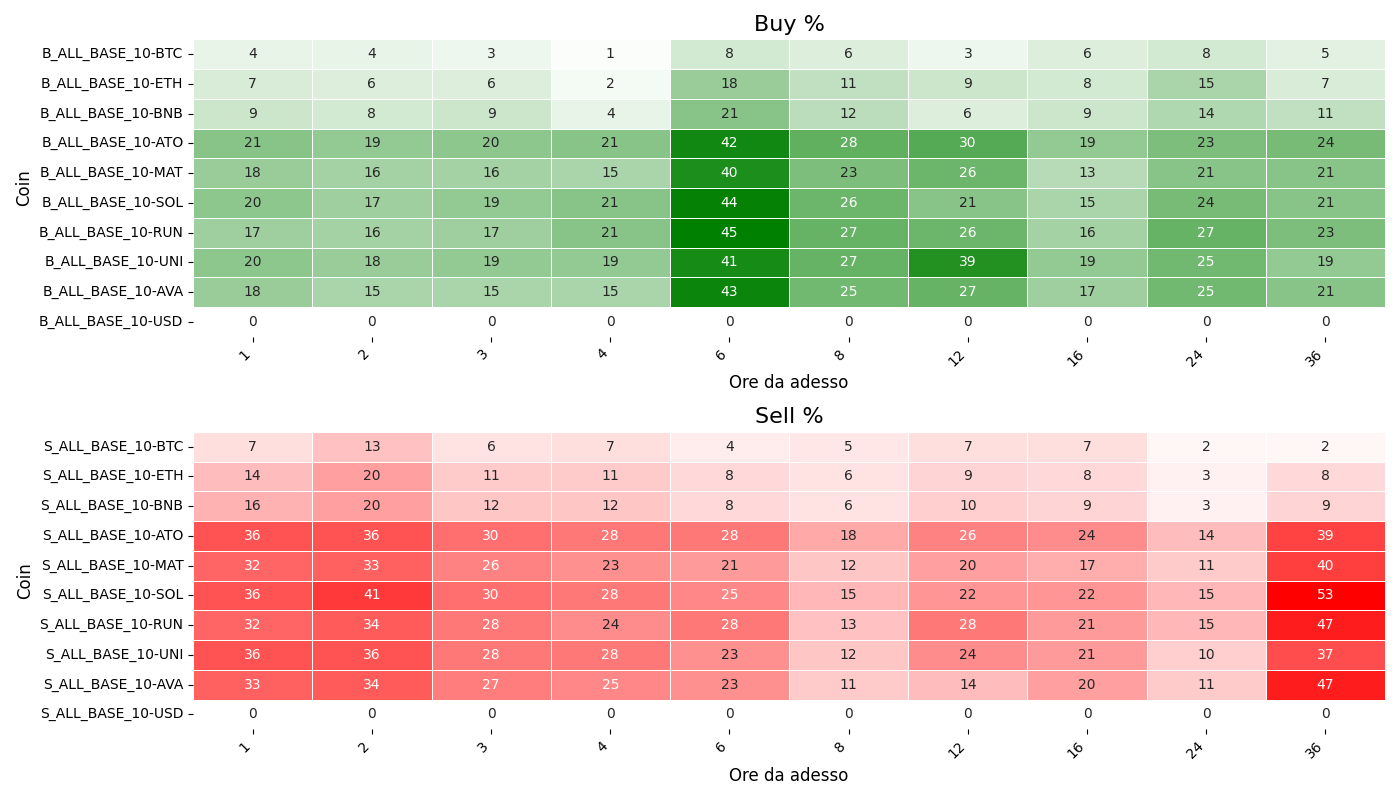 Buy %
Coin
B_ALL_BASE_10-BTC 4 4 3 1 8 6 3 6 8 5
B_ALL_BASE_10-ETH 7 6 6 2 18 11 9 8 15 7
B_ALL_BASE_10-BNB 9 8 9 4 21 12 6 9 14 11
B_ALL_BASE_10-ATO 21 19 20 21 42 28 30 19 23 24
B_ALL_BASE_10-MAT 18 16 16 15 40 23 26 13 21 21
B_ALL_BASE_10-SOL 20 17 19 21 44 26 21 15 24 21
B_ALL_BASE_10-RUN 17 16 17 21 45 27 26 16 27 23
B_ALL_BASE_10-UNI 20 18 19 19 41 27 39 19 25 19
B_ALL_BASE_10-AVA 18 15 15 15 43 25 27 17 25 21
B_ALL_BASE_10-USD 0 0 0 0 0 0 0 0 0 0
1 2 3 4 6 8 12 16 24 36
Ore da adesso
Sell %
Coin
S_ALL_BASE_10-BTC 7 13 6 7 4 5 7 7 2 2
S_ALL_BASE_10-ETH 14 20 11 11 8 6 9 8 3 8
S_ALL_BASE_10-BNB 16 20 12 12 8 6 10 9 3 9
S_ALL_BASE_10-ATO 36 36 30 28 28 18 26 24 14 39
S_ALL_BASE_10-MAT 32 33 26 23 21 12 20 17 11 40
S_ALL_BASE_10-SOL 36 41 30 28 25 15 22 22 15 53
S_ALL_BASE_10-RUN 32 34 28 24 28 13 28 21 15 47
S_ALL_BASE_10-UNI 36 36 28 28 23 12 24 21 10 37
S_ALL_BASE_10-AVA 33 34 27 25 23 11 14 20 11 47
S_ALL_BASE_10-USD 0 0 0 0 0 0 0 0 0 0
1 2 3 4 6 8 12 16 24 36
Ore da adesso